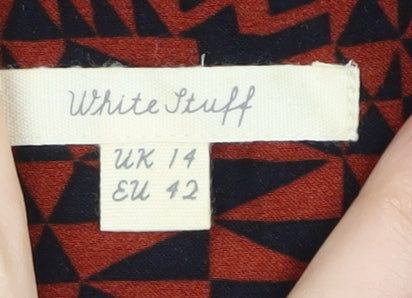 White Stuff
UK 14
EU 42